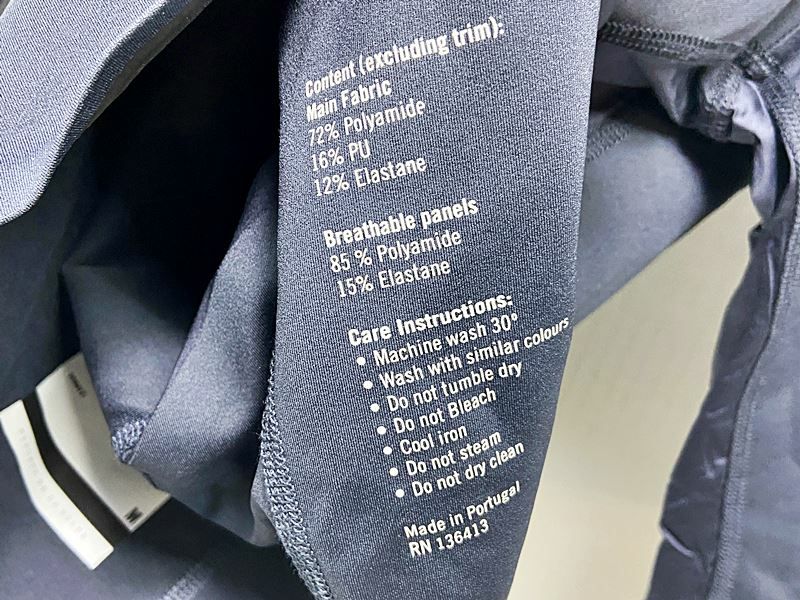 Content (excluding trim):
Main Fabric
72% Polyamide
16% PU
12% Elastane
Breathable panels
85 % Polyamide
15% Elastane
Care Instructions:
• Machine wash 30°
• Wash with similar colours
• Do not tumble dry
• Do not Bleach
• Cool iron
• Do not steam
• Do not dry clean
Made in Portugal
RN 136413
M